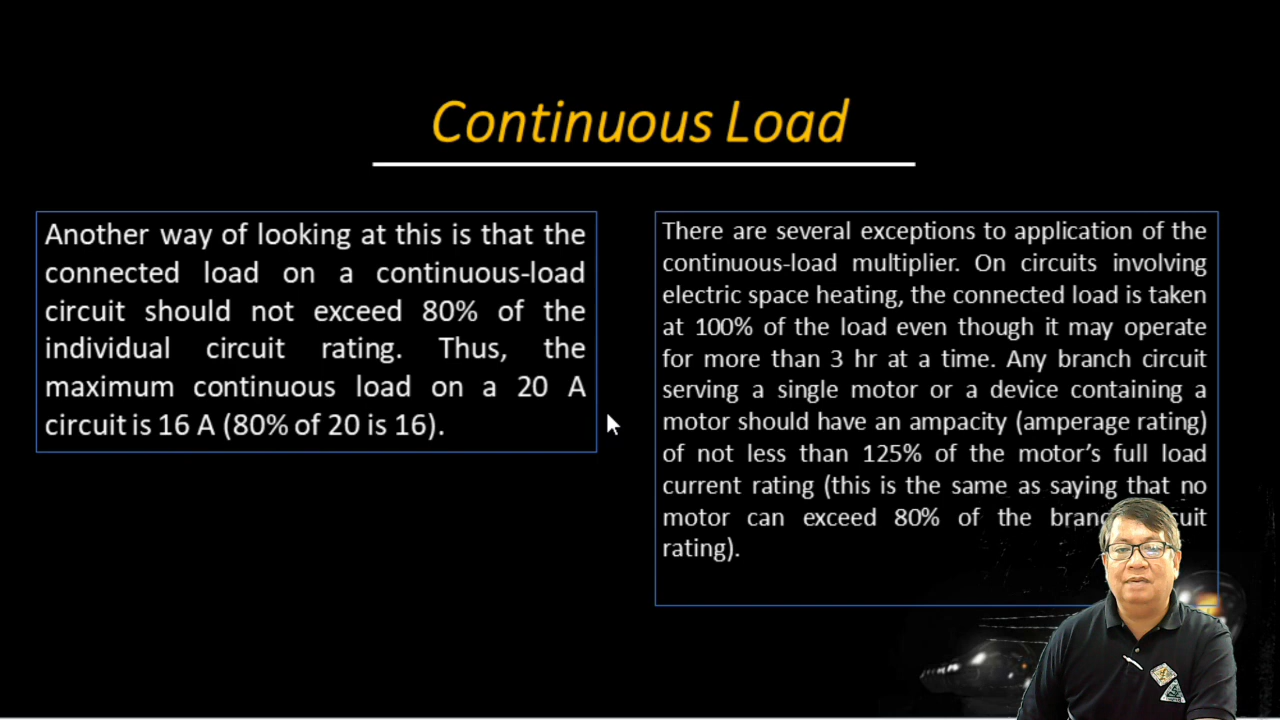 Continuous Load
Another way of looking at this is that the
connected load on a continuous-load
circuit should not exceed 80% of the
individual circuit rating. Thus, the
maximum continuous load on a 20 A
circuit is 16 A (80% of 20 is 16).
There are several exceptions to application of the
continuous-load multiplier. On circuits involving
electric space heating, the connected load is taken
at 100% of the load even though it may operate
for more than 3 hr at a time. Any branch circuit
serving a single motor or a device containing a
motor should have an ampacity (amperage rating)
of not less than 125% of the motor’s full load
current rating (this is the same as saying that no
motor can exceed 80% of the
rating).